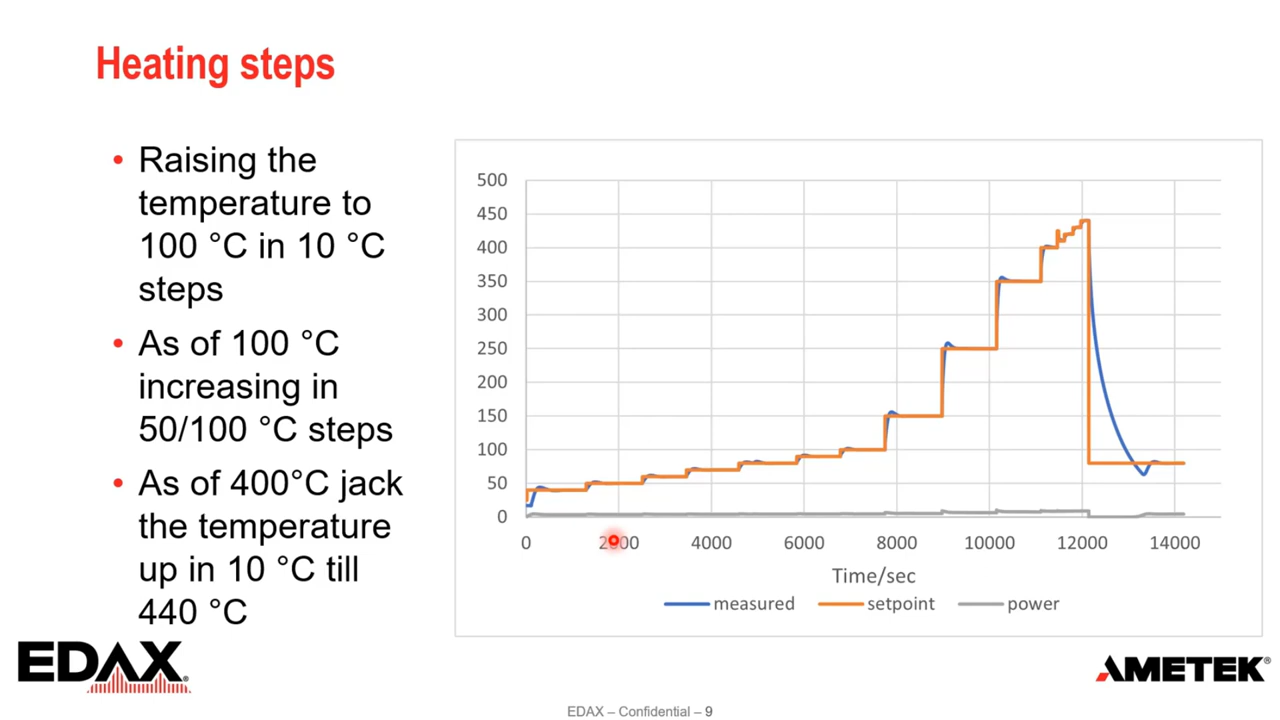 Heating steps
• Raising the
temperature to
100 °C in 10 °C
steps
• As of 100 °C
increasing in
50/100 °C steps
• As of 400°C jack
the temperature
up in 10 °C till
440 °C
500
450
400
350
300
250
200
150
100
50
0
0 2000 4000 6000 8000 10000 12000 14000
Time/sec
measured setpoint power
EDAX®
AMETEK®
EDAX – Confidential – 9